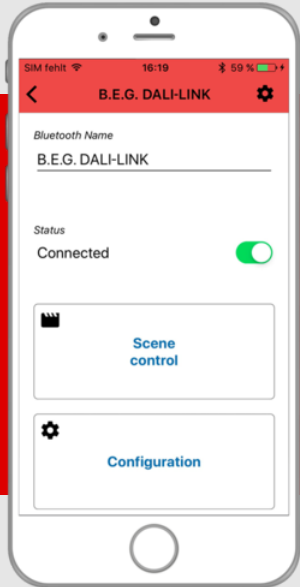 SIM fehlt 16:19 59 %
B.E.G. DALI-LINK
Bluetooth Name
B.E.G. DALI-LINK
Status
Connected
Scene
control
Configuration